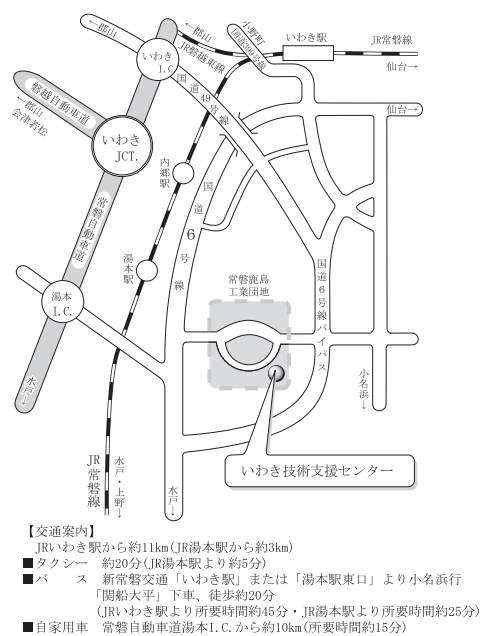 ←郡山
いわき
I.C
←郡山
JR磐越東線
小野町
国道399号線
いわき駅
JR常磐線
仙台→
仙台→
磐越自動車道
←郡山
会津若松
いわき
JCT.
国道49号線
内郷駅
国道6号線
常磐自動車道
湯本駅
湯本
I.C.
常磐鹿島
工業団地
国道6号線バイパス
小名浜→
水戸→
JR常磐線
水戸・上野→
水戸→
いわき技術支援センター
【交通案内】
JRいわき駅から約11km(JR湯本駅から約3km)
■タクシー 約20分(JR湯本駅より約5分)
■バ ス 新常磐交通「いわき駅」または「湯本駅東口」より小名浜行
「関船大平」下車、徒歩約20分
(JRいわき駅より所要時間約45分・JR湯本駅より所要時間約25分)
■自家用車 常磐自動車道湯本I.C.から約10km(所要時間約15分)